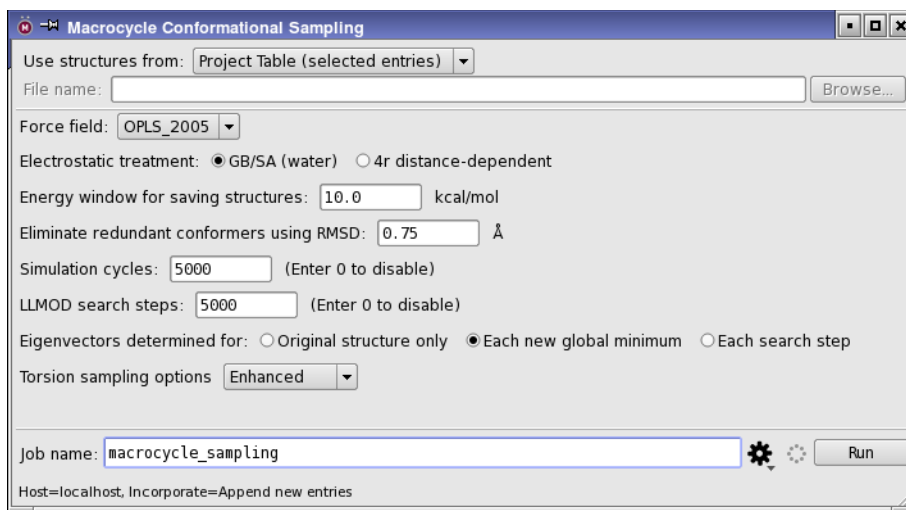 Macrocycle Conformational Sampling
Use structures from: Project Table (selected entries)
File name: Browse...
Force field: OPLS_2005
Electrostatic treatment: GB/SA (water) 4r distance-dependent
Energy window for saving structures: 10.0 kcal/mol
Eliminate redundant conformers using RMSD: 0.75 Å
Simulation cycles: 5000 (Enter 0 to disable)
LLMOD search steps: 5000 (Enter 0 to disable)
Eigenvectors determined for: Original structure only Each new global minimum Each search step
Torsion sampling options Enhanced
Job name: macrocycle_sampling Run
Host=localhost, Incorporate=Append new entries